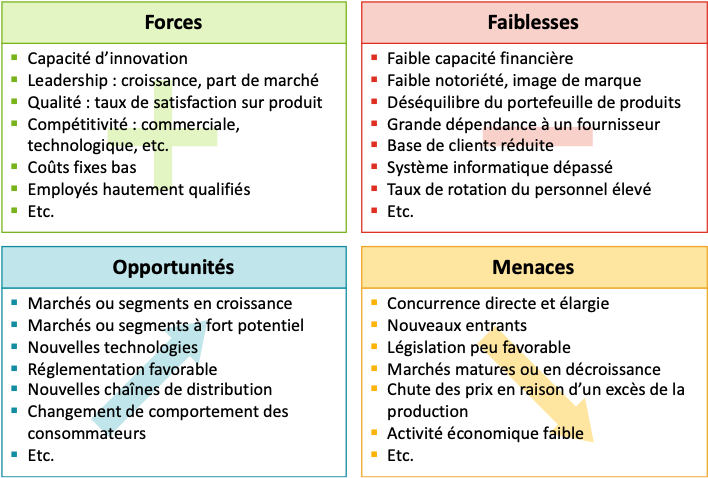 Forces
Capacité d’innovation
Leadership : croissance, part de marché
Qualité : taux de satisfaction sur produit
Compétitivité : commerciale,
technologique, etc.
Coûts fixes bas
Employés hautement qualifiés
Etc.
Faiblesses
Faible capacité financière
Faible notoriété, image de marque
Déséquilibre du portefeuille de produits
Grande dépendance à un fournisseur
Base de clients réduite
Système informatique dépassé
Taux de rotation du personnel élevé
Etc.
Opportunités
Marchés ou segments en croissance
Marchés ou segments à fort potentiel
Nouvelles technologies
Réglementation favorable
Nouvelles chaînes de distribution
Changement de comportement des
consommateurs
Etc.
Menaces
Concurrence directe et élargie
Nouveaux entrants
Législation peu favorable
Marchés matures ou en décroissance
Chute des prix en raison d’un excès de la
production
Activité économique faible
Etc.